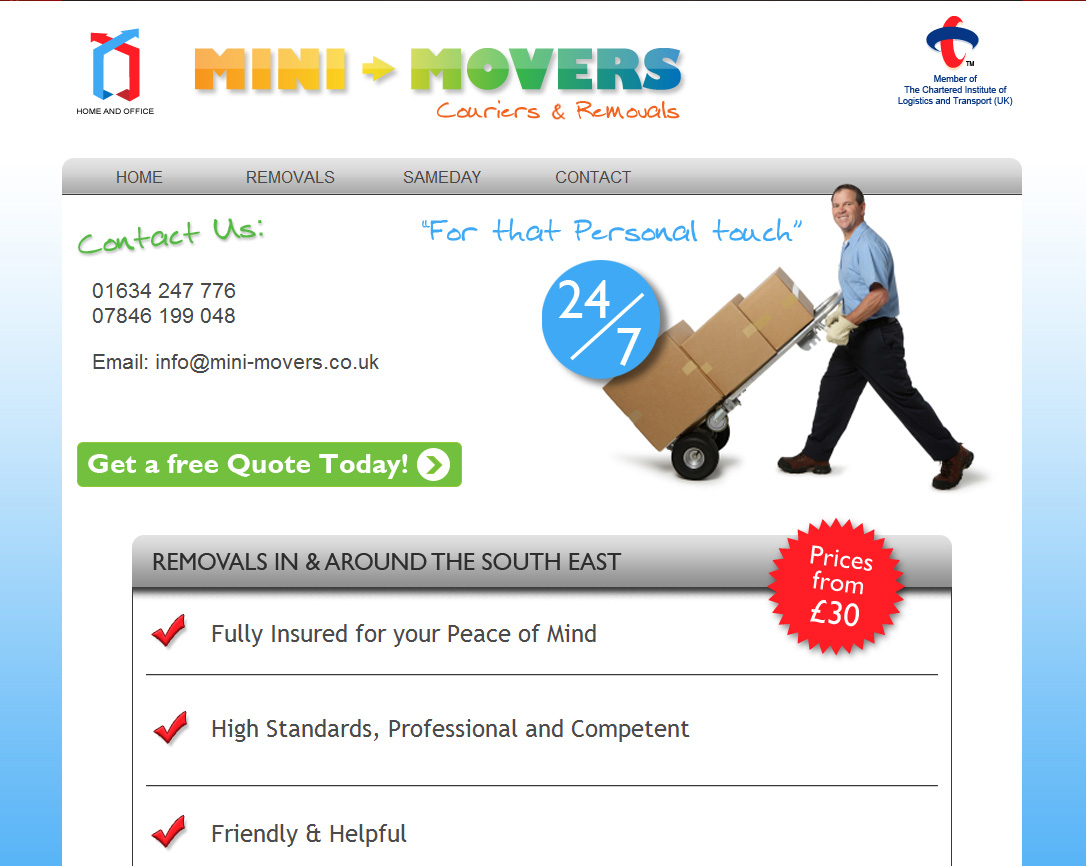 HOME AND OFFICE
MINI MOVERS
Couriers & Removals
TM
Member of
The Chartered Institute of
Logistics and Transport (UK)
HOME REMOVALS SAMEDAY CONTACT
Contact Us:
"For that Personal touch"
01634 247 776
07846 199 048
Email: info@mini-movers.co.uk
24/7
Get a free Quote Today!
REMOVALS IN & AROUND THE SOUTH EAST
Prices
from
£30
Fully Insured for your Peace of Mind
High Standards, Professional and Competent
Friendly & Helpful